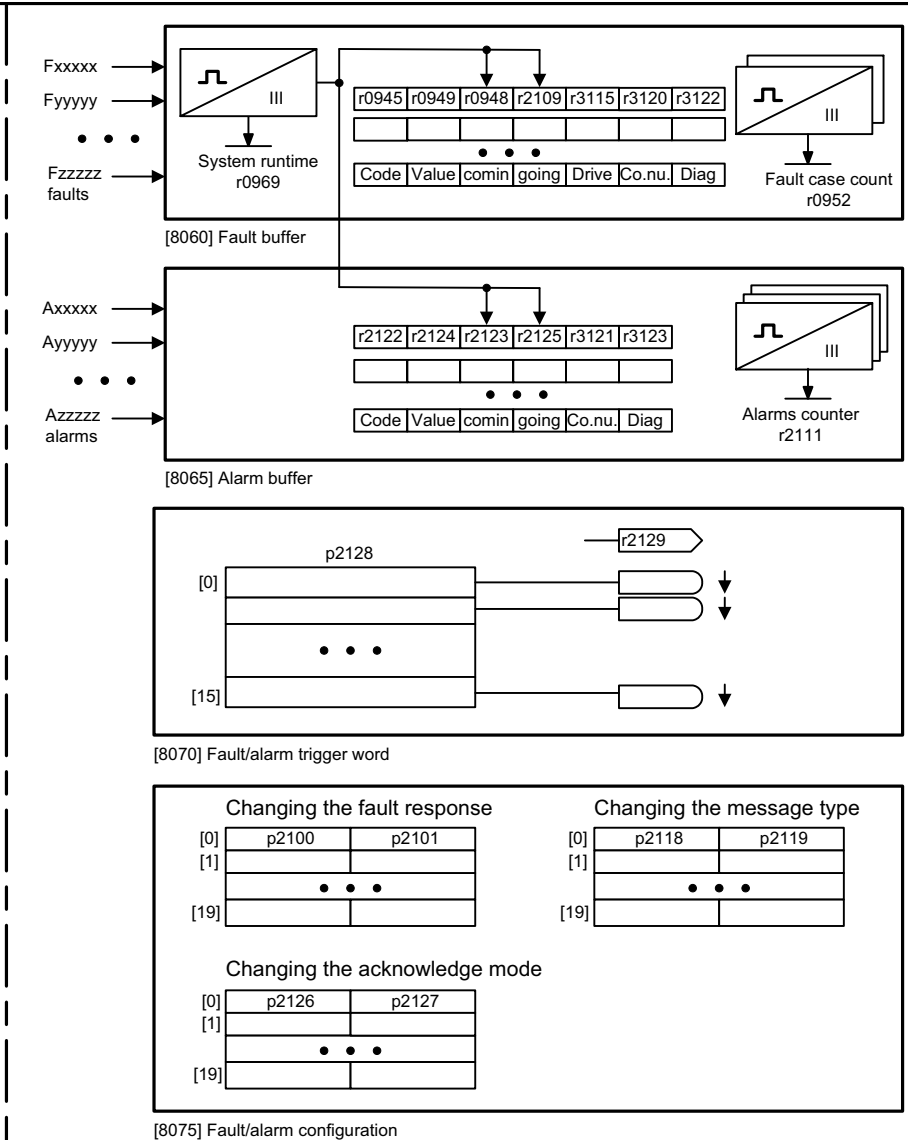 Fxxxxx
Fyyyyy
Fzzzzz
faults
III
System runtime
r0969
r0945 r0949 r0948 r2109 r3115 r3120 r3122
Code Value comin going Drive Co.nu. Diag
III
Fault case count
r0952
[8060] Fault buffer
Axxxxx
Ayyyyy
Azzzzz
alarms
r2122 r2124 r2123 r2125 r3121 r3123
Code Value comin going Co.nu. Diag
III
Alarms counter
r2111
[8065] Alarm buffer
p2128
r2129
[0]
[15]
[8070] Fault/alarm trigger word
Changing the fault response
[0] p2100 p2101
[1]
[19]
Changing the message type
[0] p2118 p2119
[1]
[19]
Changing the acknowledge mode
[0] p2126 p2127
[1]
[19]
[8075] Fault/alarm configuration